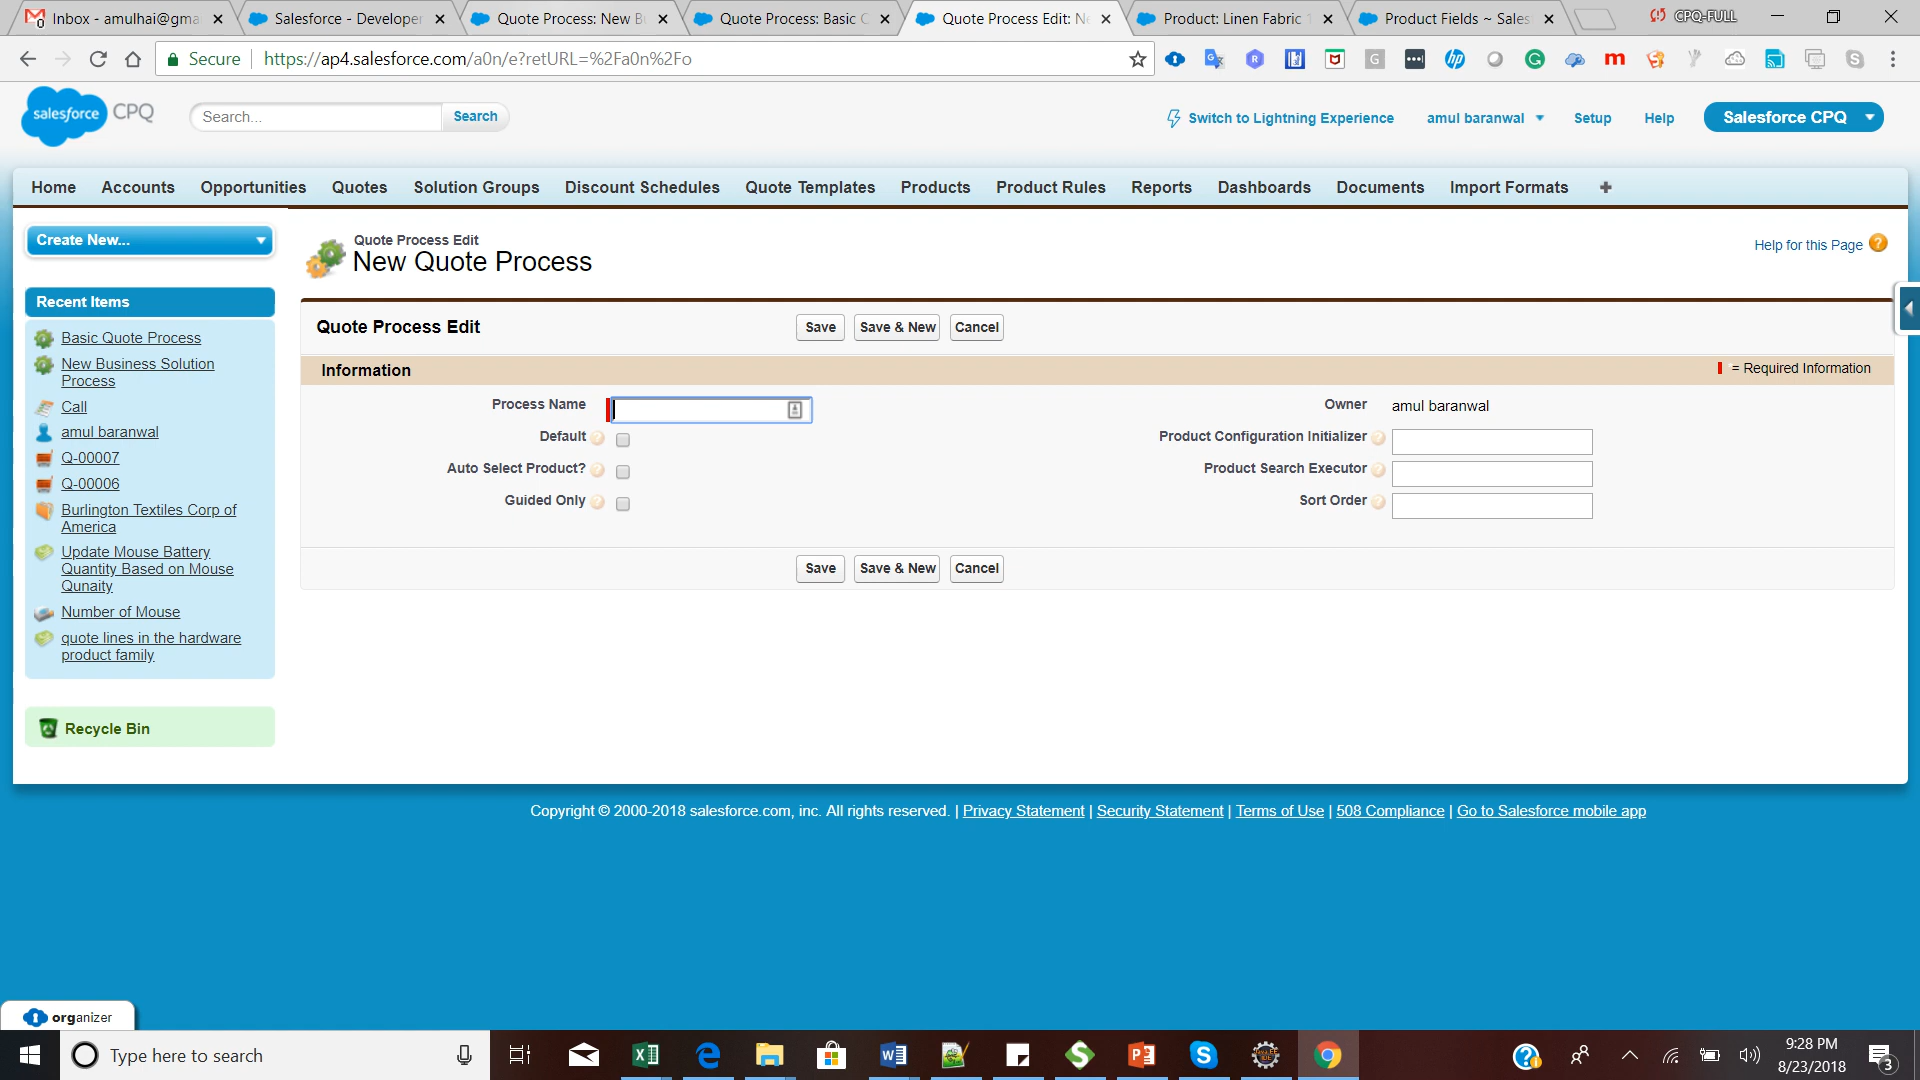 Inbox - amulhai@gma
Salesforce - Developer
Quote Process: New B
Quote Process: Basic
Quote Process Edit: N
Product: Linen Fabric
Product Fields ~ Sales
CPQ-FULL
Secure
https://ap4.salesforce.com/a0n/e?retURL=%2Fa0n%2Fo
salesforce CPQ
Search...
Search
Switch to Lightning Experience
amul baranwal
Setup
Help
Salesforce CPQ
Home
Accounts
Opportunities
Quotes
Solution Groups
Discount Schedules
Quote Templates
Products
Product Rules
Reports
Dashboards
Documents
Import Formats
+
Create New...
Recent Items
Basic Quote Process
New Business Solution
Process
Call
amul baranwal
Q-00007
Q-00006
Burlington Textiles Corp of
America
Update Mouse Battery
Quantity Based on Mouse
Qunaity
Number of Mouse
quote lines in the hardware
product family
Recycle Bin
Quote Process Edit
New Quote Process
Help for this Page
Quote Process Edit
Save
Save & New
Cancel
Information
= Required Information
Process Name
Owner
amul baranwal
Default
Product Configuration Initializer
Auto Select Product?
Product Search Executor
Guided Only
Sort Order
Save
Save & New
Cancel
Copyright © 2000-2018 salesforce.com, inc. All rights reserved. | Privacy Statement | Security Statement | Terms of Use | 508 Compliance | Go to Salesforce mobile app
organizer
Type here to search
9:28 PM
8/23/2018
3